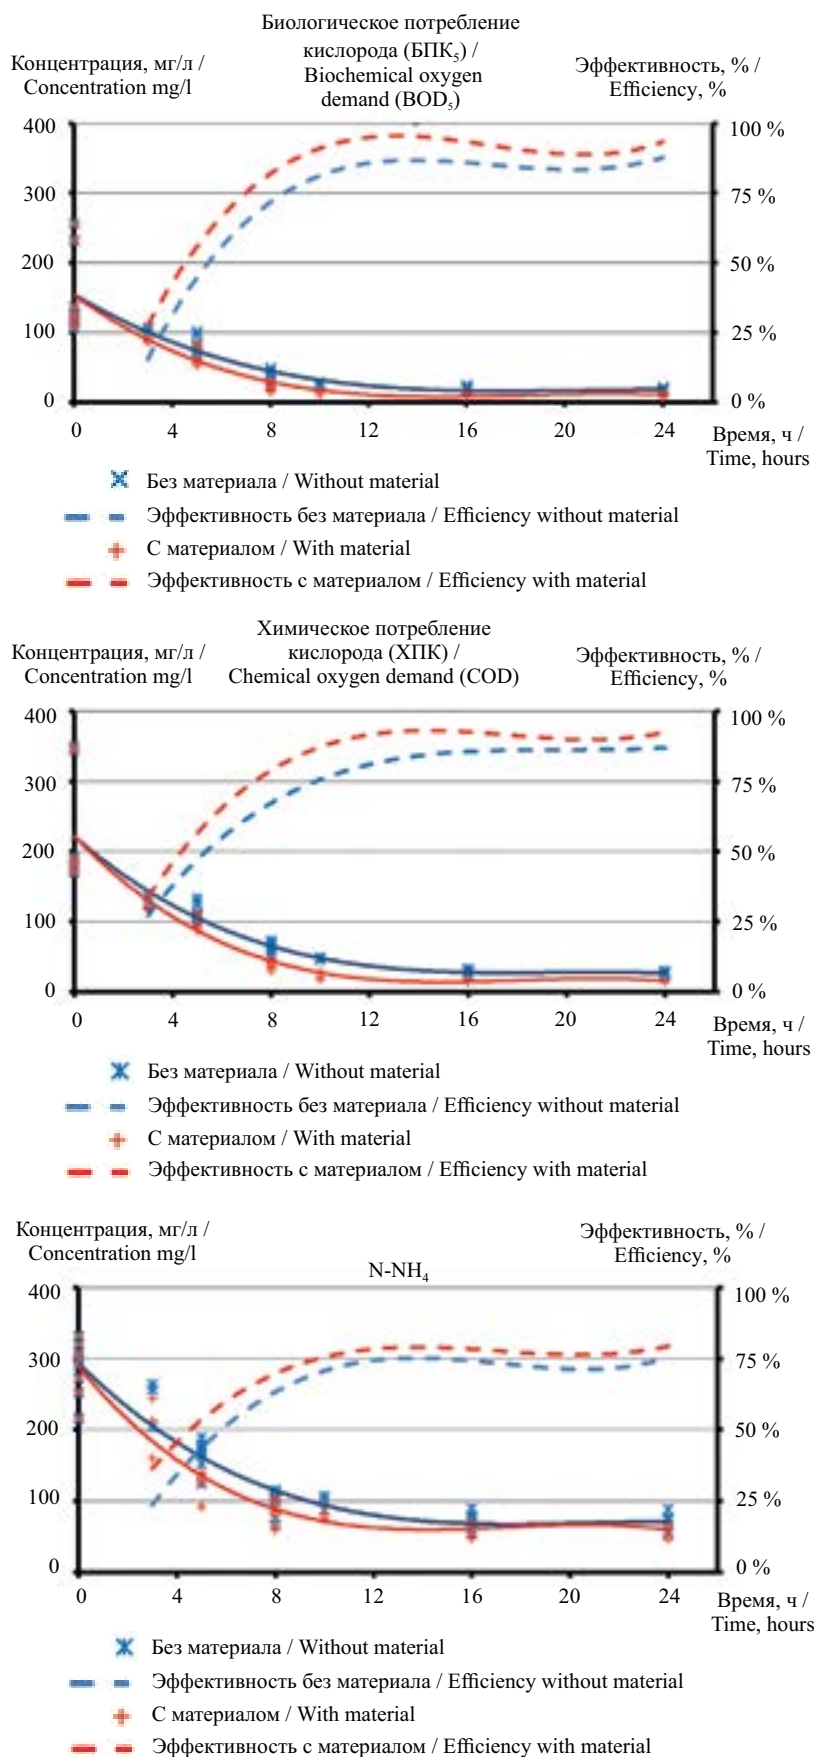 Биологическое потребление
кислорода (БПК₅) /
Biochemical oxygen
demand (BOD₅)
Концентрация, мг/л /
Concentration mg/l
Эффективность, % /
Efficiency, %
400
300
200
100
0
100 %
75 %
50 %
25 %
0 %
0 4 8 12 16 20 24
Время, ч /
Time, hours
Без материала / Without material
Эффективность без материала / Efficiency without material
С материалом / With material
Эффективность с материалом / Efficiency with material
Химическое потребление
кислорода (ХПК) /
Chemical oxygen demand (COD)
Концентрация, мг/л /
Concentration mg/l
Эффективность, % /
Efficiency, %
400
300
200
100
0
100 %
75 %
50 %
25 %
0 %
0 4 8 12 16 20 24
Время, ч /
Time, hours
Без материала / Without material
Эффективность без материала / Efficiency without material
С материалом / With material
Эффективность с материалом / Efficiency with material
Концентрация, мг/л /
Concentration mg/l
Эффективность, % /
Efficiency, %
N-NH₄
400
300
200
100
0
100 %
75 %
50 %
25 %
0 %
0 4 8 12 16 20 24
Время, ч /
Time, hours
Без материала / Without material
Эффективность без материала / Efficiency without material
С материалом / With material
Эффективность с материалом / Efficiency with material